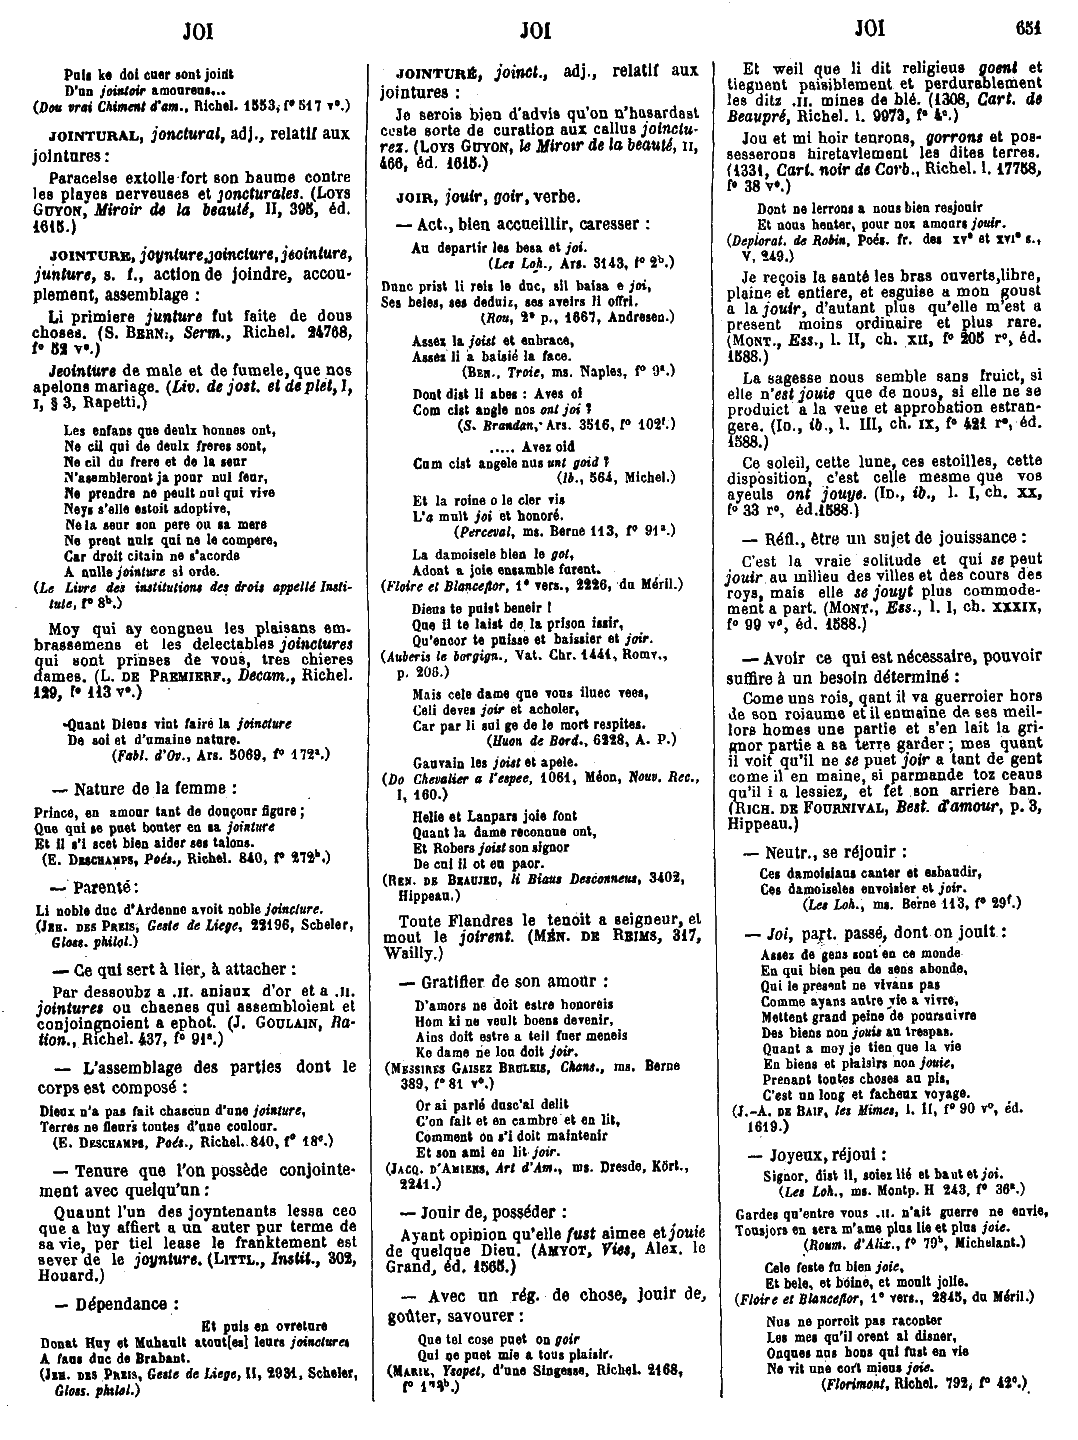 JOI
JOI
JOI
651
Puis ke doi cuer sont joint
D'un jointoir amoureus...
(Dou vrai Chiment d'am., Richel. 1553, f° 517 v°.)
JOINTURAL, jonctural, adj., relatif aux
jointures :
Paracelse extolle fort son baume contre
les playes nerveuses et joncturales. (LOYS
GUYON, Miroir de la beauté, II, 395, éd.
1615.)
JOINTURE, joynture, joincture, jeointure,
junture, s. f., action de joindre, accou-
plement, assemblage :
Li primiere junture fut faite de dous
choses. (S. BERN., Serm., Richel. 24768,
f° 52 v°.)
Jeointure de male et de fumele, que nos
apelons mariage. (Liv. de jost. et de plet, I,
I, § 3, Rapetti.)
Les enfans que deulx hommes ont,
Ne cil qui de deulx freres sont,
Ne cil du frere et de la seur
N'asembleront ja pour nul feur,
Ne prendre ne peult nul qui vive
Neys s'elle estoit adoptive,
Ne la seur son pere ou sa mere
Ne prent nulz qui ne le compere,
Car droit citain ne s'acorde
A nulle jointure si orde.
(Le Livre des institutions des drois appellé Insti-
tute, f° 8ᵇ.)
Moy qui ay congneu les plaisans em-
brassemens et les delectables joinctures
qui sont prinses de vous, tres chieres
dames. (L. DE PREMIERF., Decam., Richel.
129, f° 113 v°.)
Quant Diens vint faire la joincture
De soi et d'umaine nature.
(Fabl. d'Ov., Ars. 5069, f° 172ᵃ.)
— Nature de la femme :
Prince, en amour tant de douçour figure ;
Que qui se puet bouter en sa jointure
Et il s'i scet bien aider ses talons.
(E. DESCHAMPS, Poés., Richel. 840, f° 272ᵇ.)
— Parenté :
Li noble duc d'Ardenne avoit noble joincture.
(JEH. DES PREIS, Geste de Liege, 22196, Scheler,
Gloss. philol.)
— Ce qui sert à lier, à attacher :
Par dessoubz a .II. aniaux d'or et a .II.
jointures ou chaenes qui assembloient et
conjoingnoient a ephot. (J. GOULAIN, Ra-
tion., Richel. 437, f° 91ᵃ.)
— L'assemblage des parties dont le
corps est composé :
Dieux n'a pas fait chascun d'une jointure,
Terres ne fleurs toutes d'une coulour.
(E. DESCHAMPS, Poés., Richel. 840, f° 18ᶜ.)
— Tenure que l'on possède conjointe-
ment avec quelqu'un :
Quaunt l'un des joyntenants lessa ceo
que a luy affiert a un auter pur terme de
sa vie, per tiel lease le franktement est
sever de le joynture. (LITTL., Instit., 302,
Houard.)
— Dépendance :
Et puis en ovreture
Donat Huy et Muhault atout[es] leurs joinctures
A faus duc de Brabant.
(JEH. DES PREIS, Geste de Liege, II, 2931, Scheler,
Gloss. philol.)
JOINTURÉ, joinct., adj., relatif aux
jointures :
Je serois bien d'advis qu'on n'hasardast
ceste sorte de curation aux callus joinctu-
rez. (LOYS GUYON, le Miroir de la beauté, II,
466, éd. 1615.)
JOIR, jouir, goir, verbe.
— Act., bien accueillir, caresser :
Au departir les besa et joi.
(Les Loh., Ars. 3143, f° 2ᵇ.)
Dunc prist li reis le duc, sil baisa e joi,
Ses beles, ses deduiz, ses aveirs li offri.
(Rou, 2ᵉ p., 1667, Andresen.)
Assez la joist et enbrace,
Assez li a baisié la face.
(BEN., Troie, ms. Naples, f° 9ᵃ.)
Dont dist li abes : Aves oi
Com cist angle nos ont joi ?
(S. Brandan, Ars. 3516, f° 102ᶠ.)
..... Avez oid
Cum cist angele nus unt goid ?
(Ib., 564, Michel.)
Et la roine o le cler vis
L'a mult joi et honoré.
(Perceval, ms. Berne 113, f° 91ᵃ.)
La damoisele bien le goi,
Adont a joie ensamble furent.
(Floire et Blanceflor, 1ᵉ vers., 2226, du Méril.)
Dieus te puist beneir !
Que il te laist de la prison issir,
Qu'encor te puisse et baissier et joir.
(Auberis le borgign., Vat. Chr. 1441, Romv.,
p. 208.)
Mais cele dame que vous iluec vees,
Celi deves joir et acholer,
Car par li sui ge de le mort respites.
(Huon de Bord., 6228, A. P.)
Gauvain les joist et apele.
(Do Chevalier a l'espee, 1061, Méon, Nouv. Rec.,
I, 160.)
Helie et Lanpars joie font
Quant la dame reconnue ont,
Et Robers joist son signor
De cui il ot eu paor.
(REN. DE BEAUJEU, li Biaus Desconneus, 3402,
Hippeau.)
Toute Flandres le tenoit a seigneur, et
mout le joirent. (MÉN. DE REIMS, 317,
Wailly.)
— Gratifier de son amour :
D'amors ne doit estre honoreis
Hom ki ne veult boens devenir,
Ains doit estre a teil fuer meneis
Ke dame ne lou doit joir.
(MESSIRES GAISEZ BRULEIS, Chans., ms. Berne
389, f° 81 v°.)
Or ai parlé dusc'al delit
C'on fait et en cambre et en lit,
Comment on s'i doit maintenir
Et son ami en lit joir.
(JACQ. D'AMIENS, Art d'Am., ms. Dresde, Kört.,
2241.)
— Jouir de, posséder :
Ayant opinion qu'elle fust aimee et jouie
de quelque Dieu. (AMYOT, Vies, Alex. le
Grand, éd. 1565.)
— Avec un rég. de chose, jouir de,
goûter, savourer :
Que tel cose puet on goir
Qui ne puet mie a tous plaisir.
(MARIE, Ysopet, d'une Singesse, Richel. 2168,
f° 172ᵇ.)
Et weil que li dit religieus goent et
tiegnent paisiblement et perdurablement
les ditz .II. mines de blé. (1308, Cart. de
Beaupré, Richel. l. 9973, f° 4ᶜ.)
Jou et mi hoir tenrons, gorrons et pos-
sesserons hiretavlement les dites terres.
(1331, Cart. noir de Corb., Richel. l. 17758,
f° 38 v°.)
Dont ne lerrons a nous bien resjouir
Et nous henter, pour noz amours jouir.
(Deplorat. de Robin, Poés. fr. des XVᵉ et XVIᵉ s.,
V, 249.)
Je reçois la santé les bras ouverts, libre,
plaine et entiere, et esguise a mon goust
a la jouir, d'autant plus qu'elle m'est a
present moins ordinaire et plus rare.
(MONT., Ess., l. II, ch. XII, f° 205 r°, éd.
1588.)
La sagesse nous semble sans fruict, si
elle n'est jouie que de nous, si elle ne se
produict a la veue et approbation estran-
gere. (ID., ib., l. III, ch. IX, f° 421 r°, éd.
1588.)
Ce soleil, cette lune, ces estoilles, cette
disposition, c'est celle mesme que vos
ayeuls ont jouye. (ID., ib., l. I, ch. XX,
f° 33 r°, éd. 1588.)
— Réfl., être un sujet de jouissance :
C'est la vraie solitude et qui se peut
jouir au milieu des villes et des cours des
roys, mais elle se jouyt plus commode-
ment a part. (MONT., Ess., l. I, ch. XXXIX,
f° 99 v°, éd. 1588.)
— Avoir ce qui est nécessaire, pouvoir
suffire à un besoin déterminé :
Come uns rois, qant il va guerroier hors
de son roiaume et il enmaine de ses meil-
lors homes une partie et s'en lait la gri-
gnor partie a sa terre garder ; mes quant
il voit qu'il ne se puet joir a tant de gent
come il en maine, si parmande toz ceaus
qu'il i a lessiez, et fet son arriere ban.
(RICH. DE FOURNIVAL, Best. d'amour, p. 3,
Hippeau.)
— Neutr., se réjouir :
Ces damoisiaus canter et esbaudir,
Ces damoiseles envoisier et joir.
(Les Loh., ms. Berne 113, f° 29ᶠ.)
— Joi, part. passé, dont on jouit :
Assez de gens sont en ce monde
En qui bien peu de sens abonde,
Qui le present ne vivans pas
Comme ayans autre vie a vivre,
Mettent grand peine de poursuivre
Des biens non jouis au trespas.
Quant a moy je tien que la vie
En biens et plaisirs non jouie,
Prenant toutes choses au pis,
C'est un long et facheux voyage.
(J.-A. DE BAIF, les Mimes, l. II, f° 90 v°, éd.
1619.)
— Joyeux, réjoui :
Signor, dist il, soiez lié et baut et joi.
(Les Loh., ms. Montp. H 243, f° 36ᵃ.)
Gardes qu'entre vous .II. n'ait guerre ne envie,
Tousjors en sera m'ame plus lie et plus joie.
(Roum. d'Alix., f° 79ᵇ, Michelant.)
Cele feste fu bien joie,
Et bele, et boine, et moult jolie.
(Floire et Blanceflor, 1ᵉ vers., 2845, du Méril.)
Nus ne porroit pas raconter
Les mes qu'il orent al disner,
Onques nus hons qui fust en vie
Ne vit une cort miens joie.
(Florimont, Richel. 792, f° 42ᶜ.)